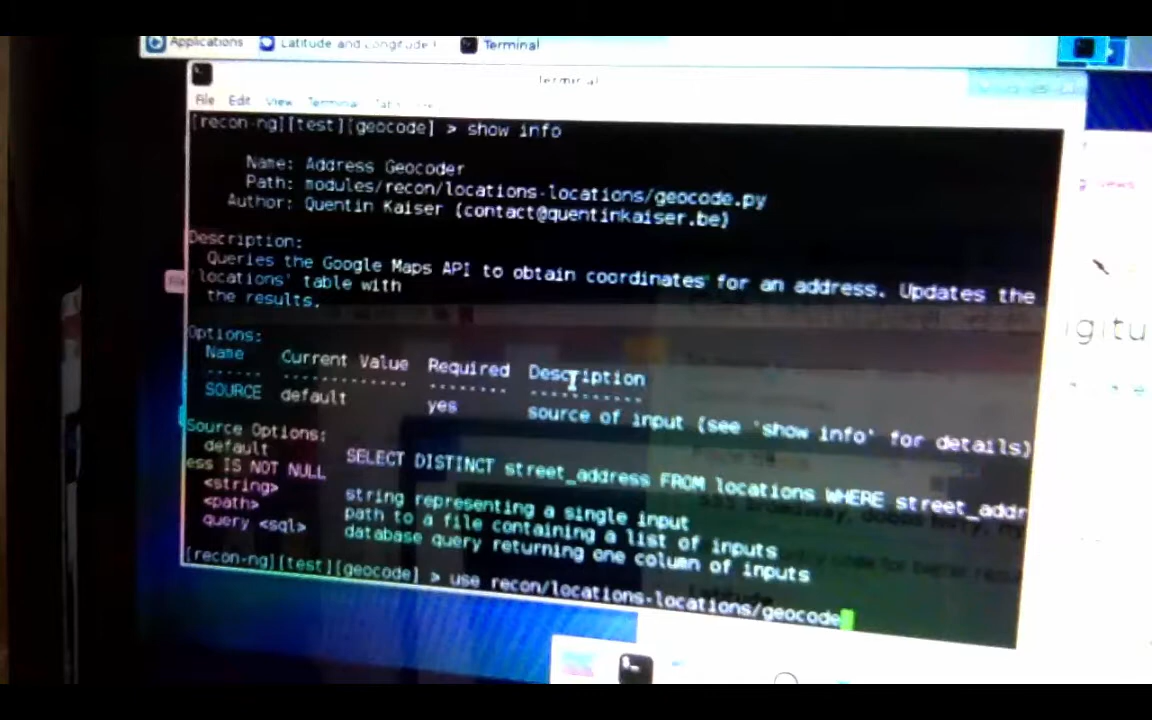 Applications
Latitude and Longitude
Terminal
Terminal
File Edit View Terminal
[recon-ng][test][geocode] > show info
Name: Address Geocoder
Path: modules/recon/locations-locations/geocode.py
Author: Quentin Kaiser (contact@quentinkaiser.be)
Description:
Queries the Google Maps API to obtain coordinates for an address. Updates the
'locations' table with
the results.
Options:
Name Current Value Required Description
------ ------------- -------- -----------
SOURCE default yes source of input (see 'show info' for details)
Source Options:
default SELECT DISTINCT street_address FROM locations WHERE street_addr
ess IS NOT NULL
<string> string representing a single input
<path> path to a file containing a list of inputs
query <sql> database query returning one column of inputs
[recon-ng][test][geocode] > use recon/locations-locations/geocode
gitu